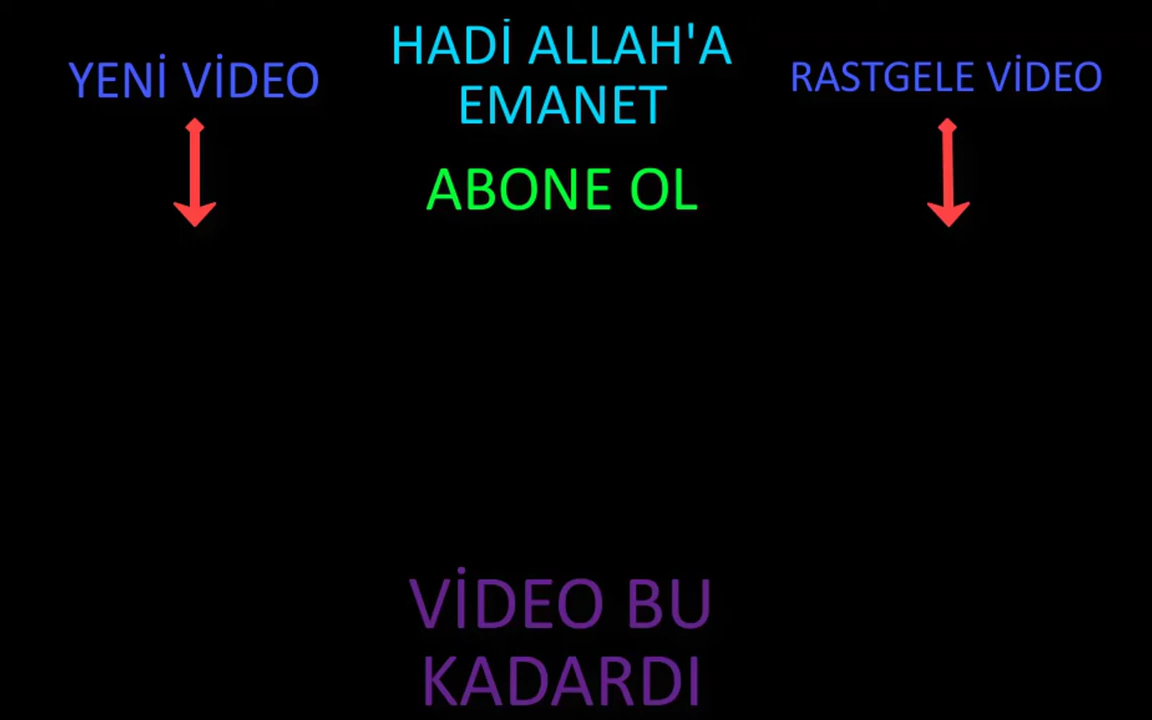 YENİ VİDEO
HADİ ALLAH'A
EMANET
ABONE OL
RASTGELE VİDEO
VİDEO BU
KADARDI